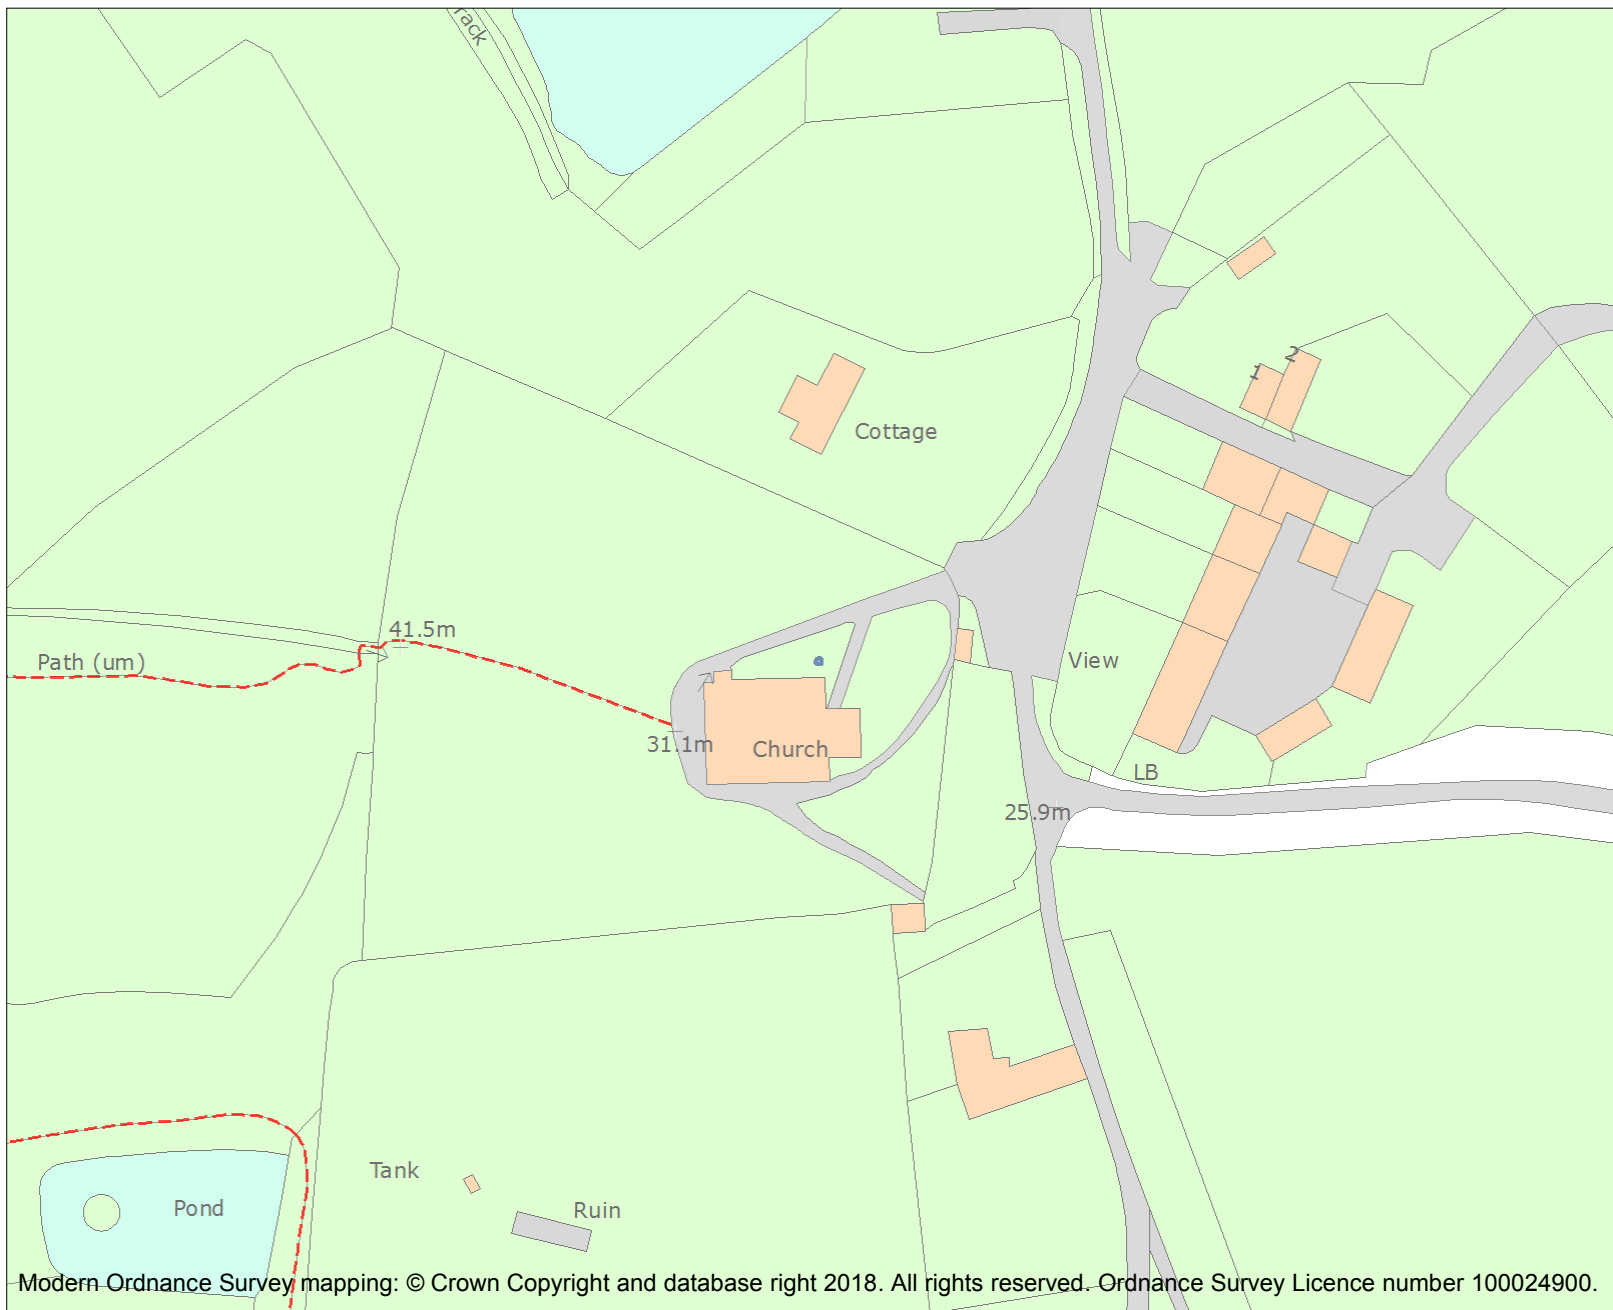 rack
2
1
Cottage
41.5m
Path (um)
View
31.1m
Church
LB
25.9m
Tank
Pond
Ruin
Modern Ordnance Survey mapping: © Crown Copyright and database right 2018. All rights reserved. Ordnance Survey Licence number 100024900.